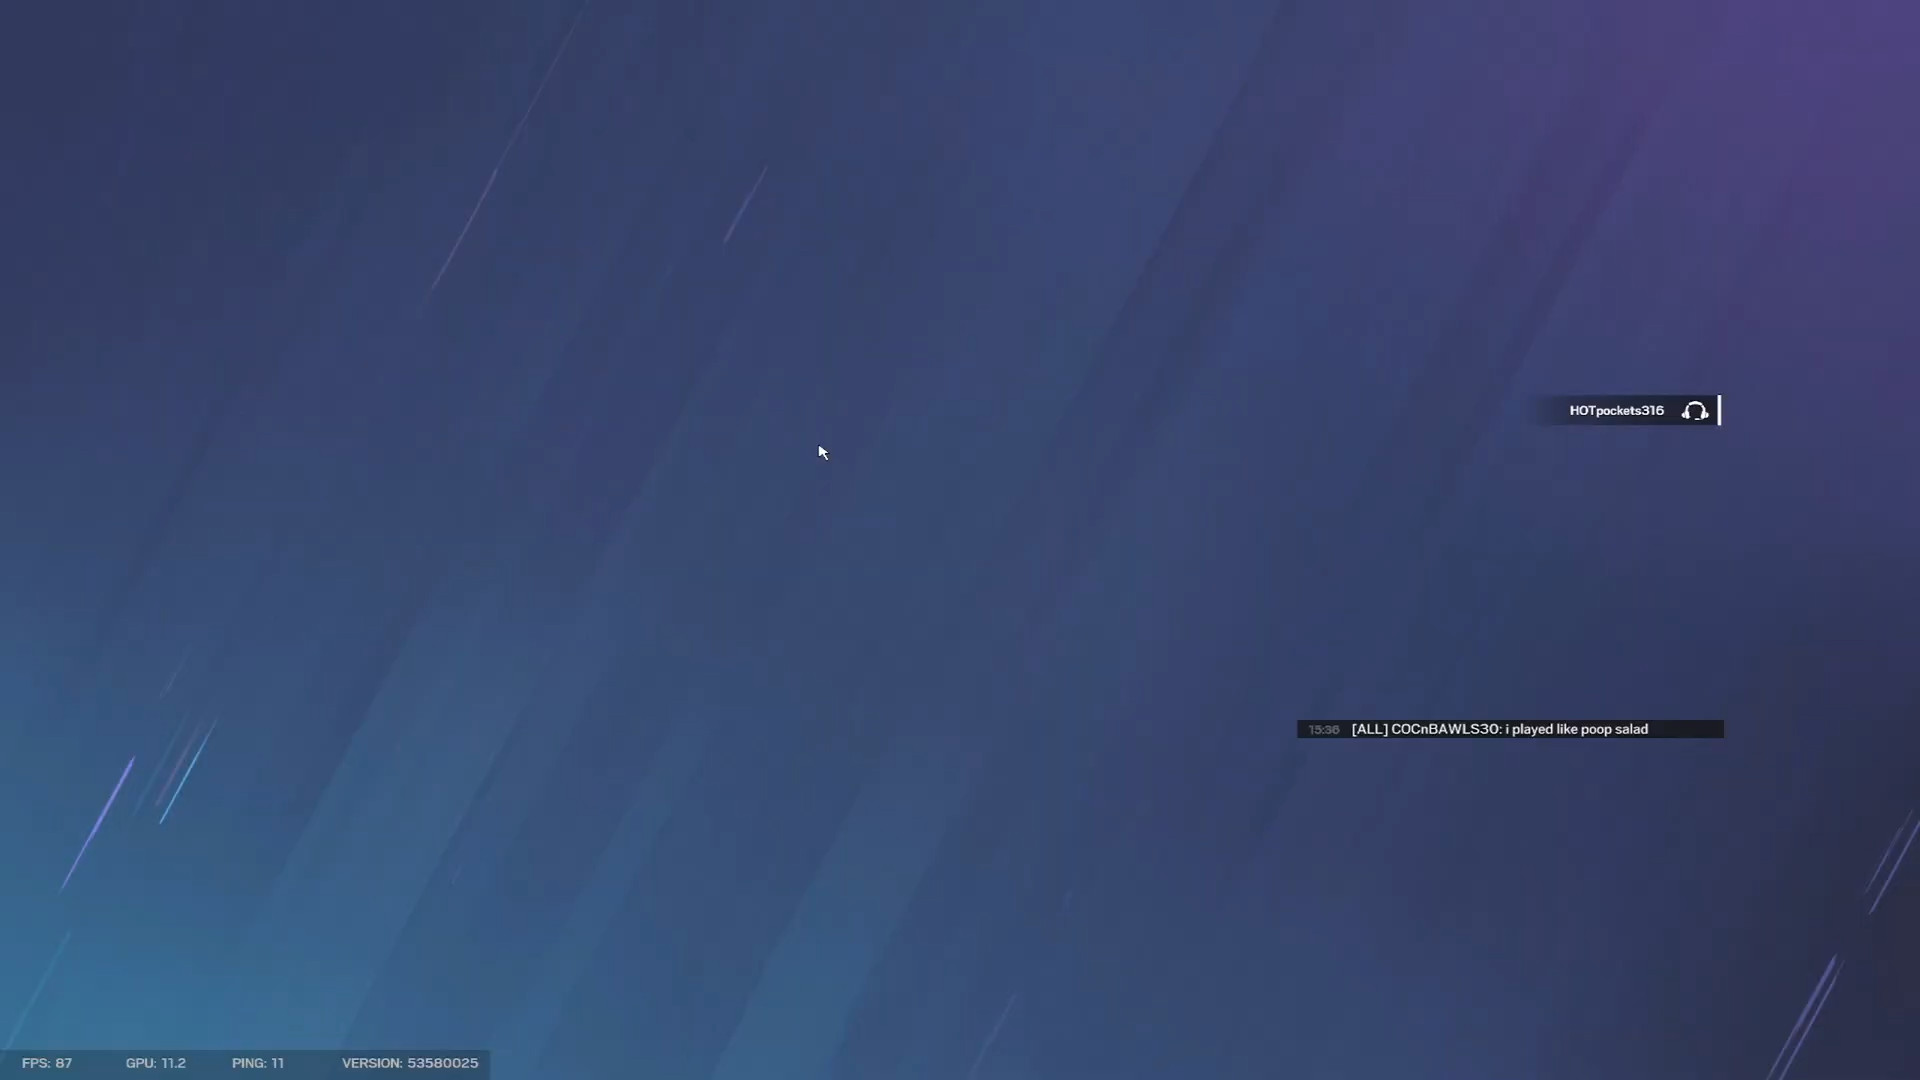 HOTpockets316
15:36 [ALL] COCnBAWLS30: i played like poop salad
FPS: 87 GPU: 11.2 PING: 11 VERSION: 53580025